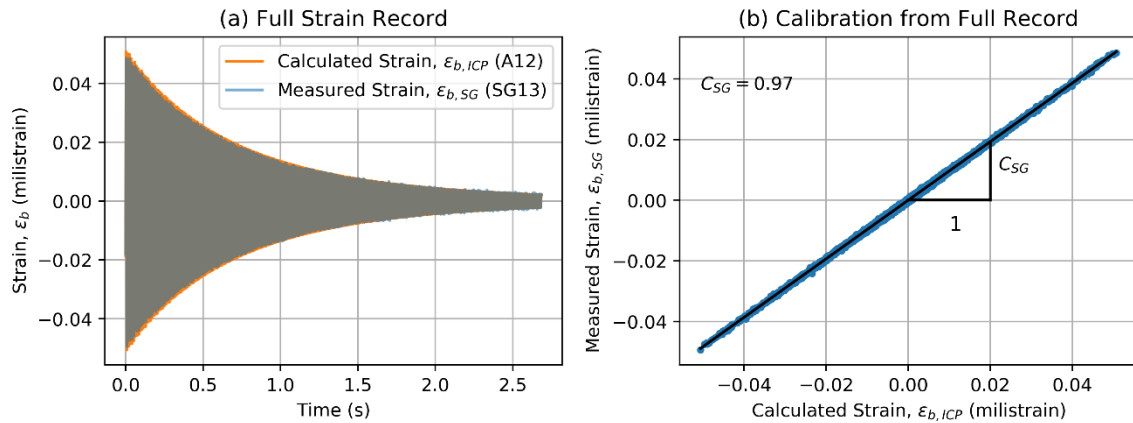 (a) Full Strain Record
Calculated Strain, εb,ICP (A12)
Measured Strain, εb,SG (SG13)
Strain, εb (milistrain)
0.04
0.02
0.00
−0.02
−0.04
0.0 0.5 1.0 1.5 2.0 2.5
Time (s)
(b) Calibration from Full Record
CSG = 0.97
CSG
1
Measured Strain, εb,SG (milistrain)
0.04
0.02
0.00
−0.02
−0.04
−0.04 −0.02 0.00 0.02 0.04
Calculated Strain, εb,ICP (milistrain)